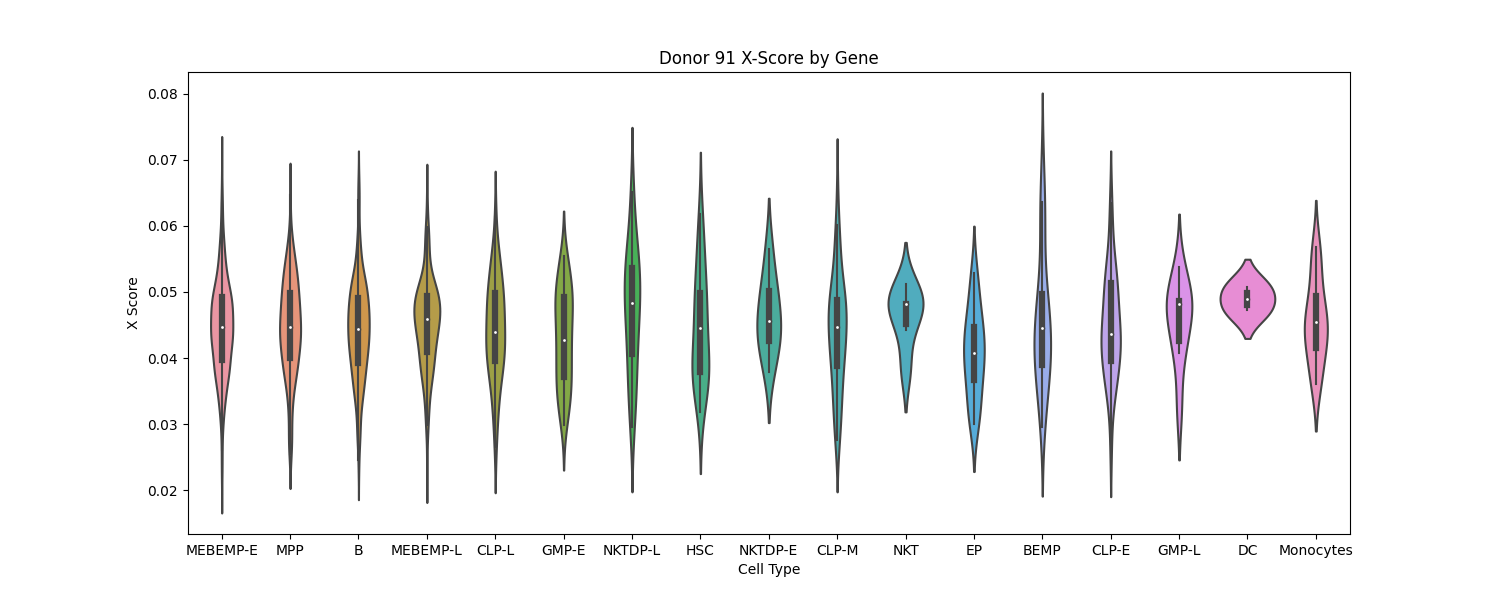 Donor 91 X-Score by Gene
0.08
0.07
0.06
0.05
0.04
0.03
0.02
X Score
MEBEMP-E MPP B MEBEMP-L CLP-L GMP-E NKTDP-L HSC NKTDP-E CLP-M NKT EP BEMP CLP-E GMP-L DC Monocytes
Cell Type